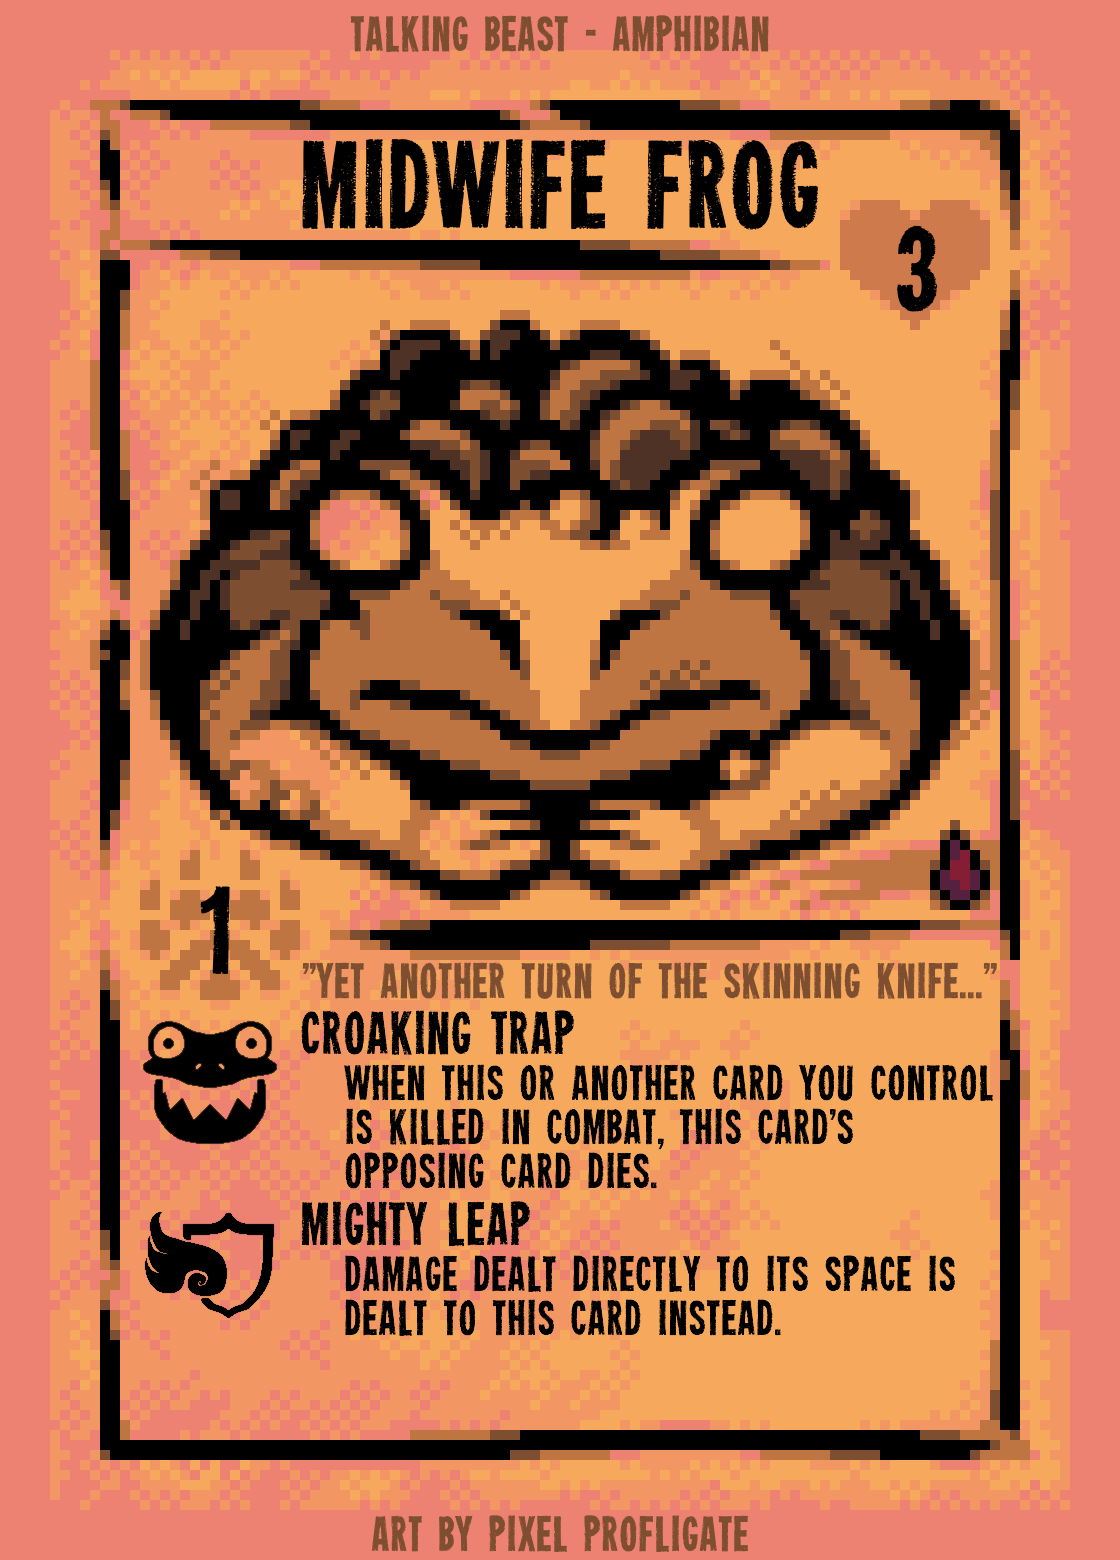 TALKING BEAST - AMPHIBIAN
MIDWIFE FROG
3
1
"YET ANOTHER TURN OF THE SKINNING KNIFE..."
CROAKING TRAP
WHEN THIS OR ANOTHER CARD YOU CONTROL
IS KILLED IN COMBAT, THIS CARD'S
OPPOSING CARD DIES.
MIGHTY LEAP
DAMAGE DEALT DIRECTLY TO ITS SPACE IS
DEALT TO THIS CARD INSTEAD.
ART BY PIXEL PROFLIGATE